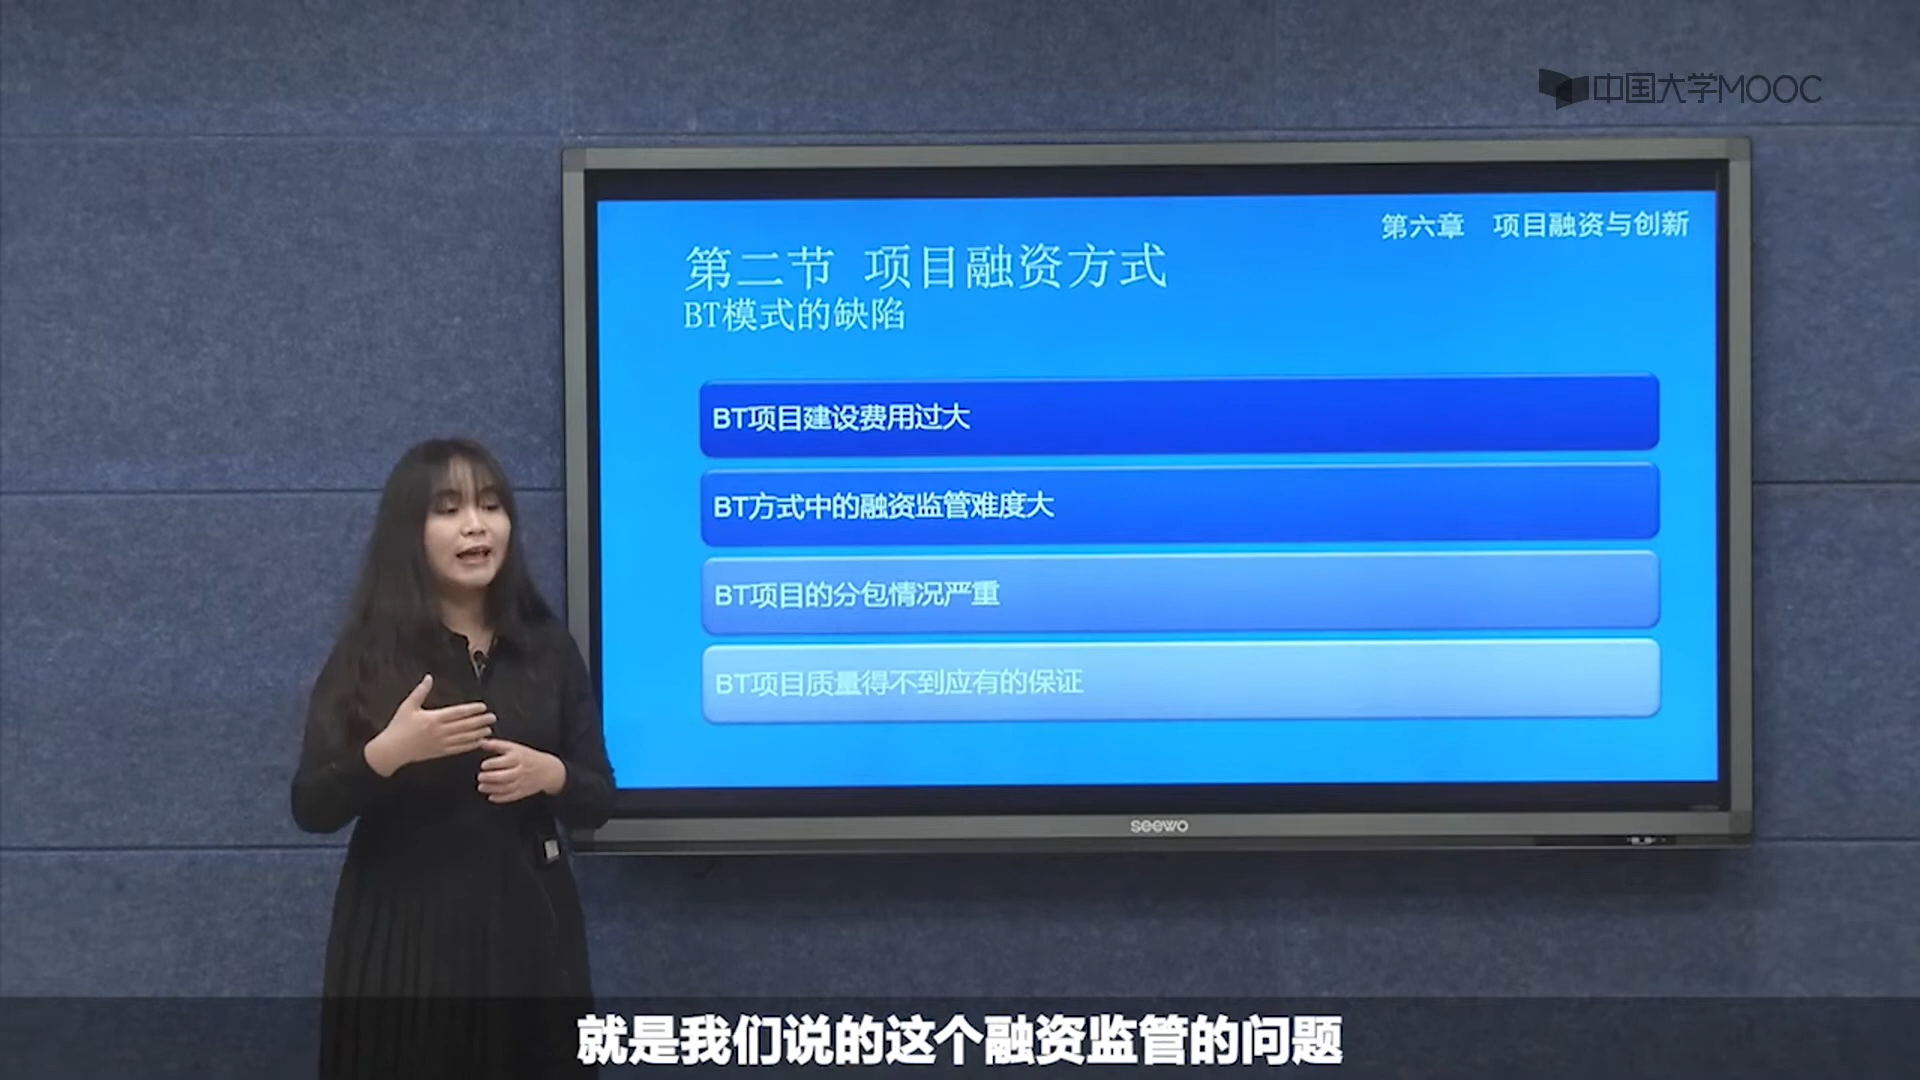 中国大学MOOC
第六章 项目融资与创新
第二节 项目融资方式
BT模式的缺陷
BT项目建设费用过大
BT方式中的融资监管难度大
BT项目的分包情况严重
BT项目质量得不到应有的保证
seewo
就是我们说的这个融资监管的问题